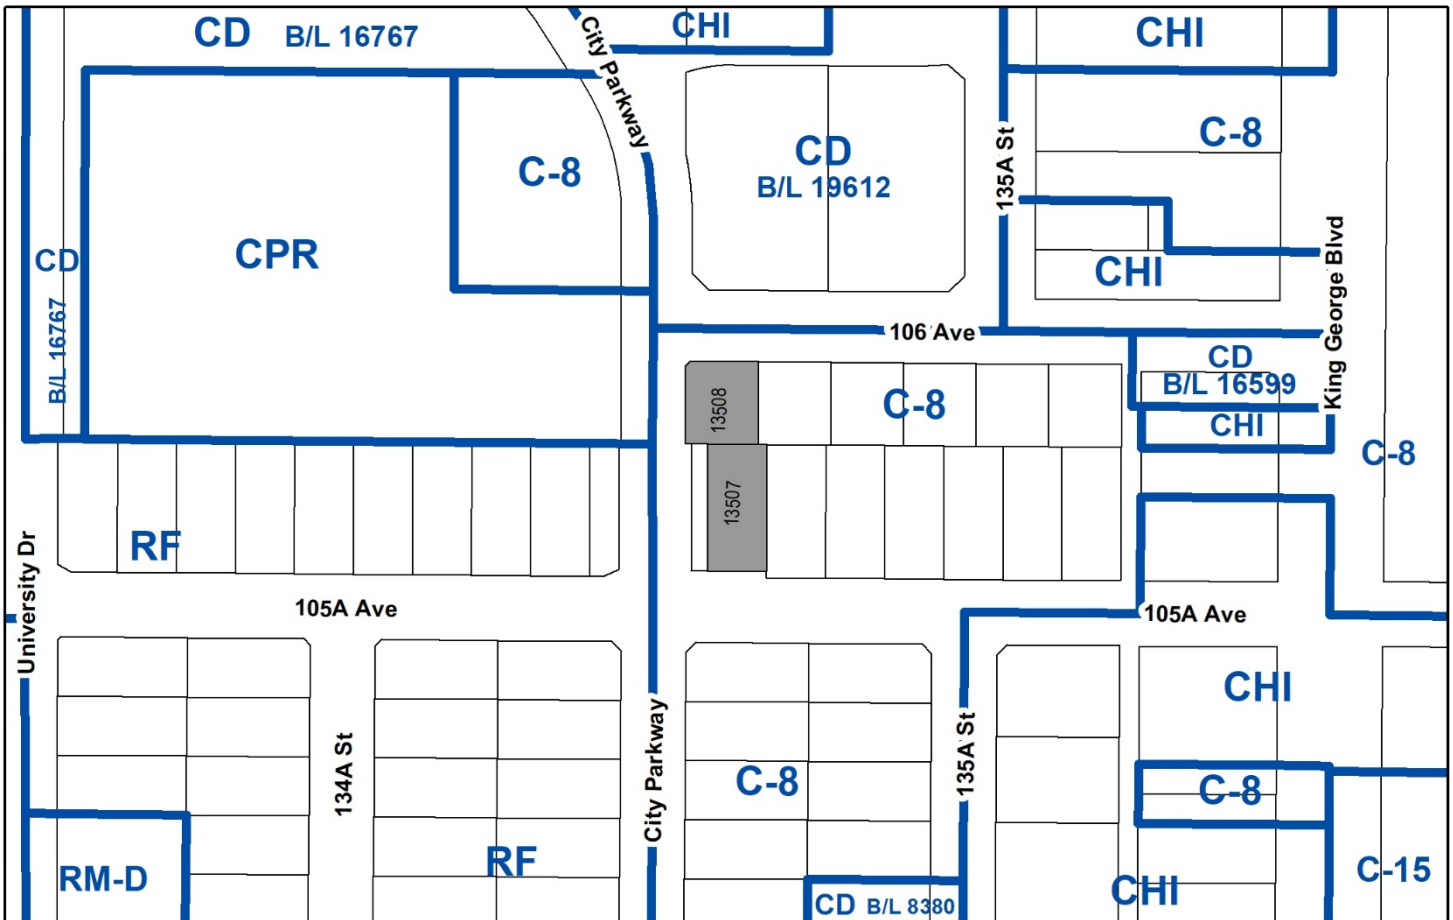 CD B/L 16767
City Parkway
CHI
CHI
C-8
C-8
CD
B/L 19612
135A St
CPR
CD
B/L 16767
CHI
King George Blvd
106 Ave
CD
B/L 16599
CHI
13508
C-8
C-8
13507
RF
University Dr
105A Ave
105A Ave
CHI
134A St
City Parkway
C-8
135A St
C-8
RM-D
RF
CD B/L 8380
CHI
C-15